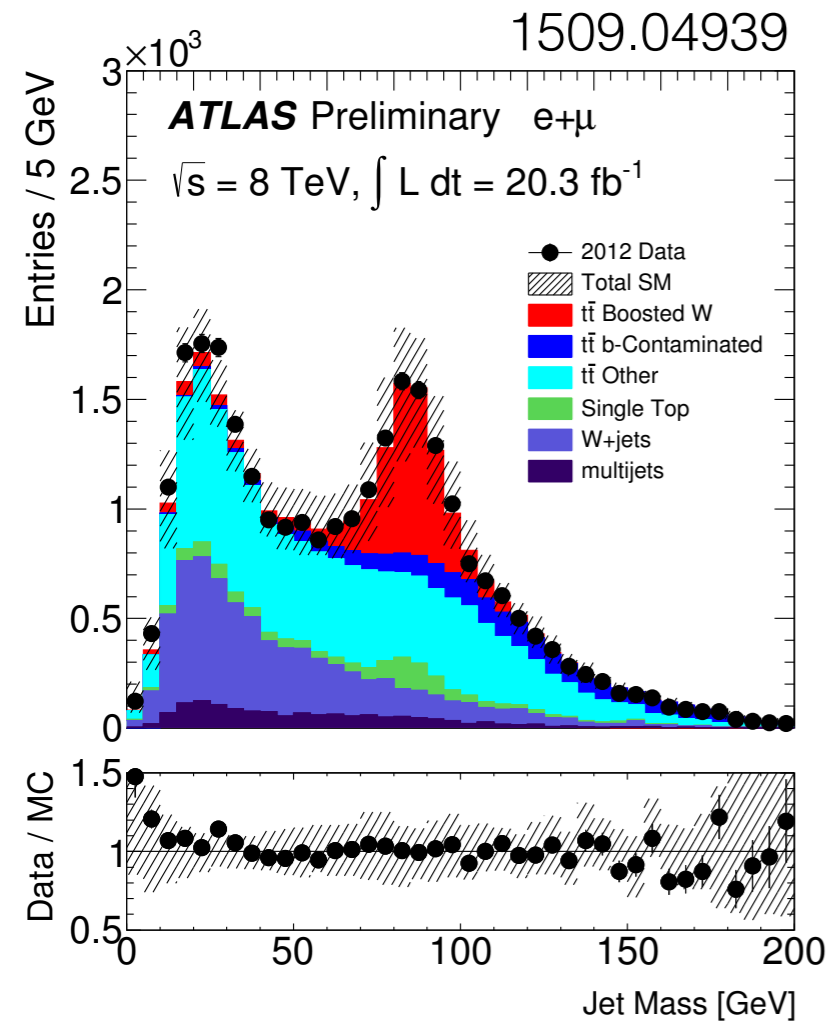 1509.04939
×10³
ATLAS Preliminary e+μ
√s = 8 TeV, ∫ L dt = 20.3 fb⁻¹
Entries / 5 GeV
3
2.5
2
1.5
1
0.5
0
2012 Data
Total SM
tt̄ Boosted W
tt̄ b-Contaminated
tt̄ Other
Single Top
W+jets
multijets
Data / MC
1.5
1
0.5
0 50 100 150 200
Jet Mass [GeV]